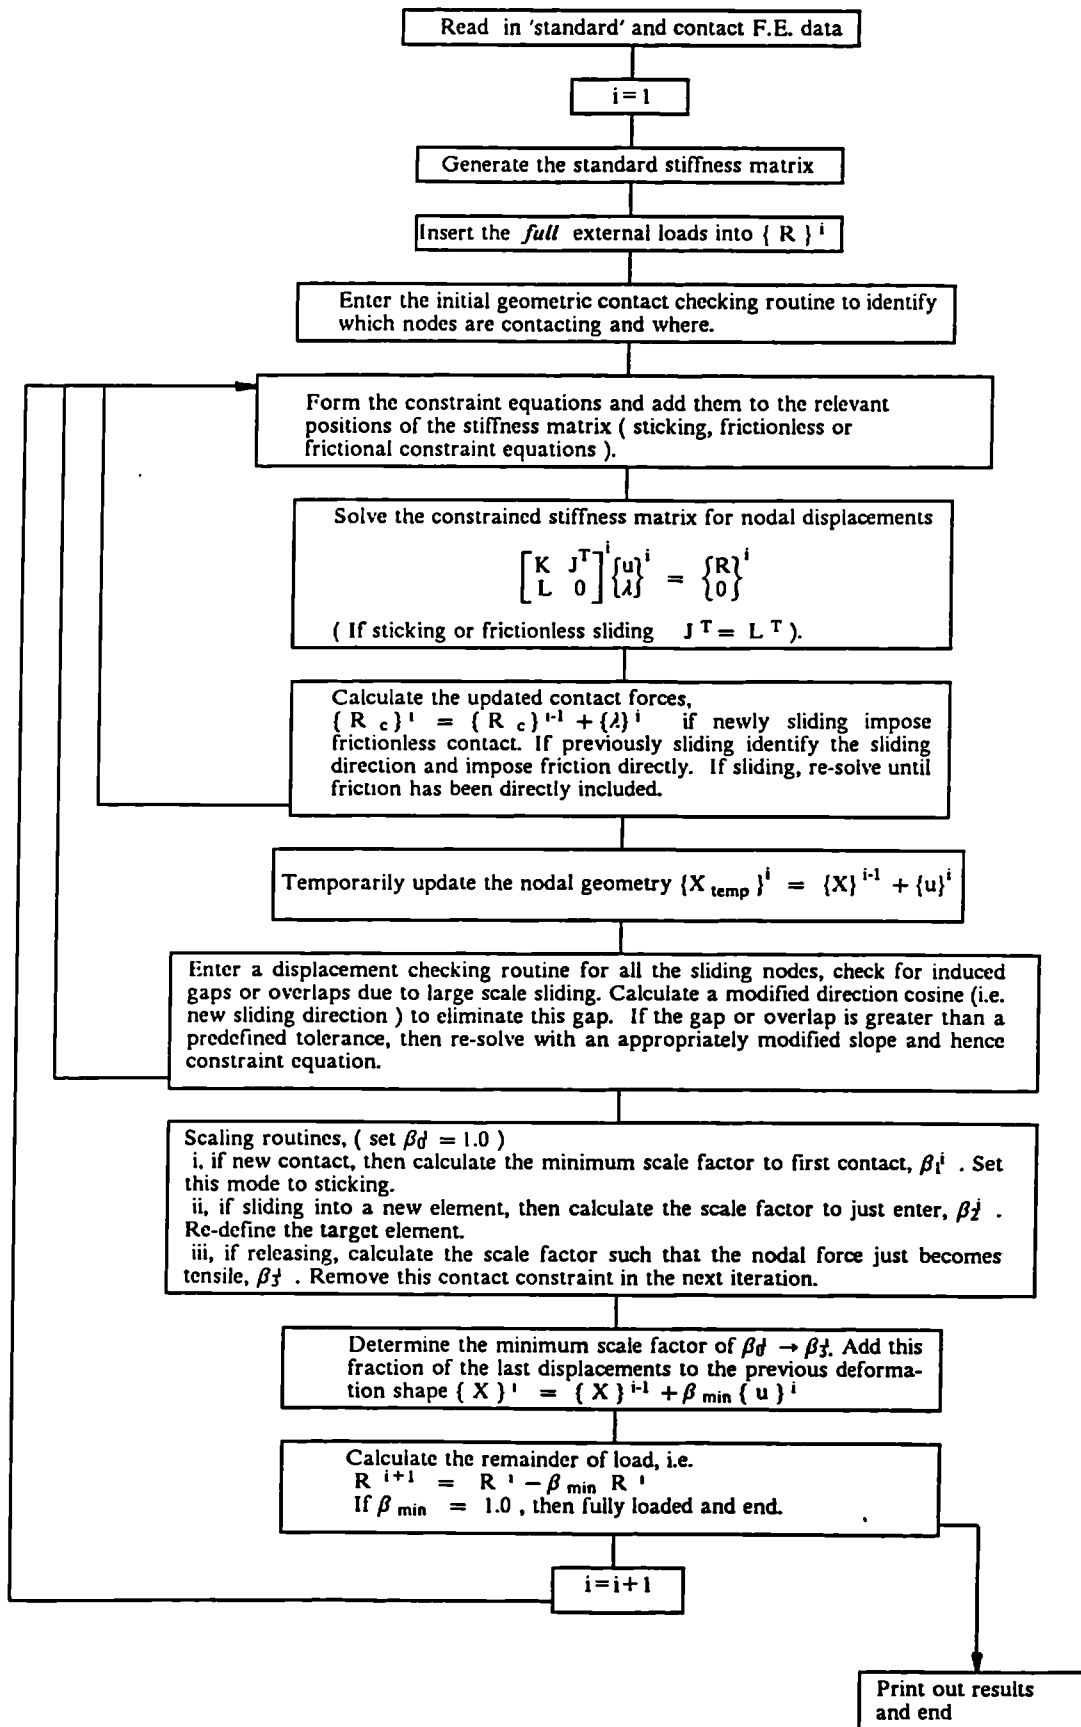 Read in 'standard' and contact F.E. data
i = 1
Generate the standard stiffness matrix
Insert the full external loads into { R } i
Enter the initial geometric contact checking routine to identify
which nodes are contacting and where.
Form the constraint equations and add them to the relevant
positions of the stiffness matrix ( sticking, frictionless or
frictional constraint equations ).
Solve the constrained stiffness matrix for nodal displacements
[K J^T]^i {u}^i = {R}^i
[L 0] {λ} {0}
( If sticking or frictionless sliding J^T = L^T ).
Calculate the updated contact forces,
{ R_c }^i = { R_c }^{i-1} + {λ}^i if newly sliding impose
frictionless contact. If previously sliding identify the sliding
direction and impose friction directly. If sliding, re-solve until
friction has been directly included.
Temporarily update the nodal geometry {X_temp}^i = {X}^{i-1} + {u}^i
Enter a displacement checking routine for all the sliding nodes, check for induced
gaps or overlaps due to large scale sliding. Calculate a modified direction cosine (i.e.
new sliding direction ) to eliminate this gap. If the gap or overlap is greater than a
predefined tolerance, then re-solve with an appropriately modified slope and hence
constraint equation.
Scaling routines, ( set β_0^i = 1.0 )
i, if new contact, then calculate the minimum scale factor to first contact, β_1^i . Set
this mode to sticking.
ii, if sliding into a new element, then calculate the scale factor to just enter, β_2^i .
Re-define the target element.
iii, if releasing, calculate the scale factor such that the nodal force just becomes
tensile, β_3^i . Remove this contact constraint in the next iteration.
Determine the minimum scale factor of β_0^i → β_3^i. Add this
fraction of the last displacements to the previous deforma-
tion shape { X }^i = { X }^{i-1} + β_min { u }^i
Calculate the remainder of load, i.e.
R^{i+1} = R^i − β_min R^i
If β_min = 1.0 , then fully loaded and end.
i = i + 1
Print out results
and end